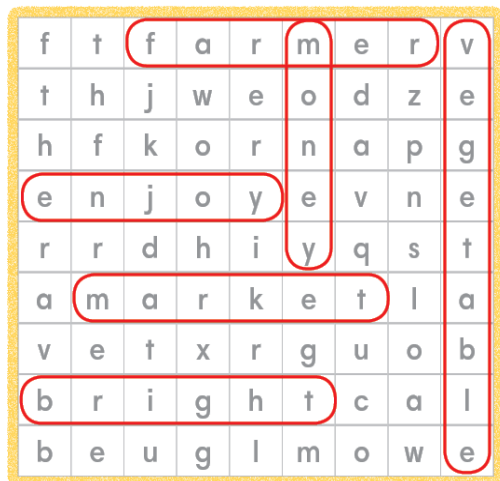 f t f a r m e r v
t h j w e o d z e
h f k o r n a p g
e n j o y e v n e
r r d h i y q s t
a m a r k e t l a
v e t x r g u o b
b r i g h t c a l
b e u g l m o w e